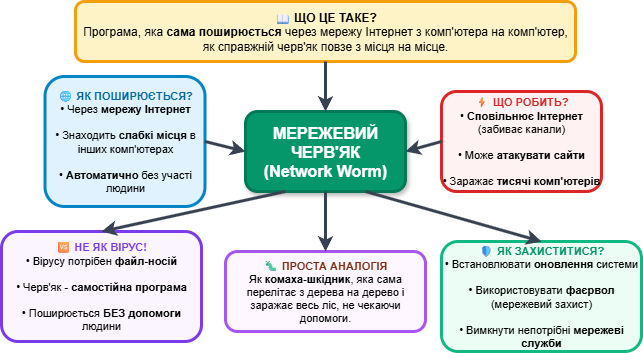 📖 ЩО ЦЕ ТАКЕ?
Програма, яка сама поширюється через мережу Інтернет з комп'ютера на комп'ютер,
як справжній черв'як повзе з місця на місце.
🌐 ЯК ПОШИРЮЄТЬСЯ?
• Через мережу Інтернет
• Знаходить слабкі місця в
інших комп'ютерах
• Автоматично без участі
людини
МЕРЕЖЕВИЙ
ЧЕРВ'ЯК
(Network Worm)
⚡ ЩО РОБИТЬ?
• Сповільнює Інтернет
(забиває канали)
• Може атакувати сайти
• Заражає тисячі комп'ютерів
🆚 НЕ ЯК ВІРУС!
• Вірусу потрібен файл-носій
• Черв'як - самостійна програма
• Поширюється БЕЗ допомоги
людини
🐛 ПРОСТА АНАЛОГІЯ
Як комаха-шкідник, яка сама
перелітає з дерева на дерево і
заражає весь ліс, не чекаючи
допомоги.
🛡️ ЯК ЗАХИСТИТИСЯ?
• Встановлювати оновлення системи
• Використовувати фаєрвол
(мережевий захист)
• Вимкнути непотрібні мережеві
служби